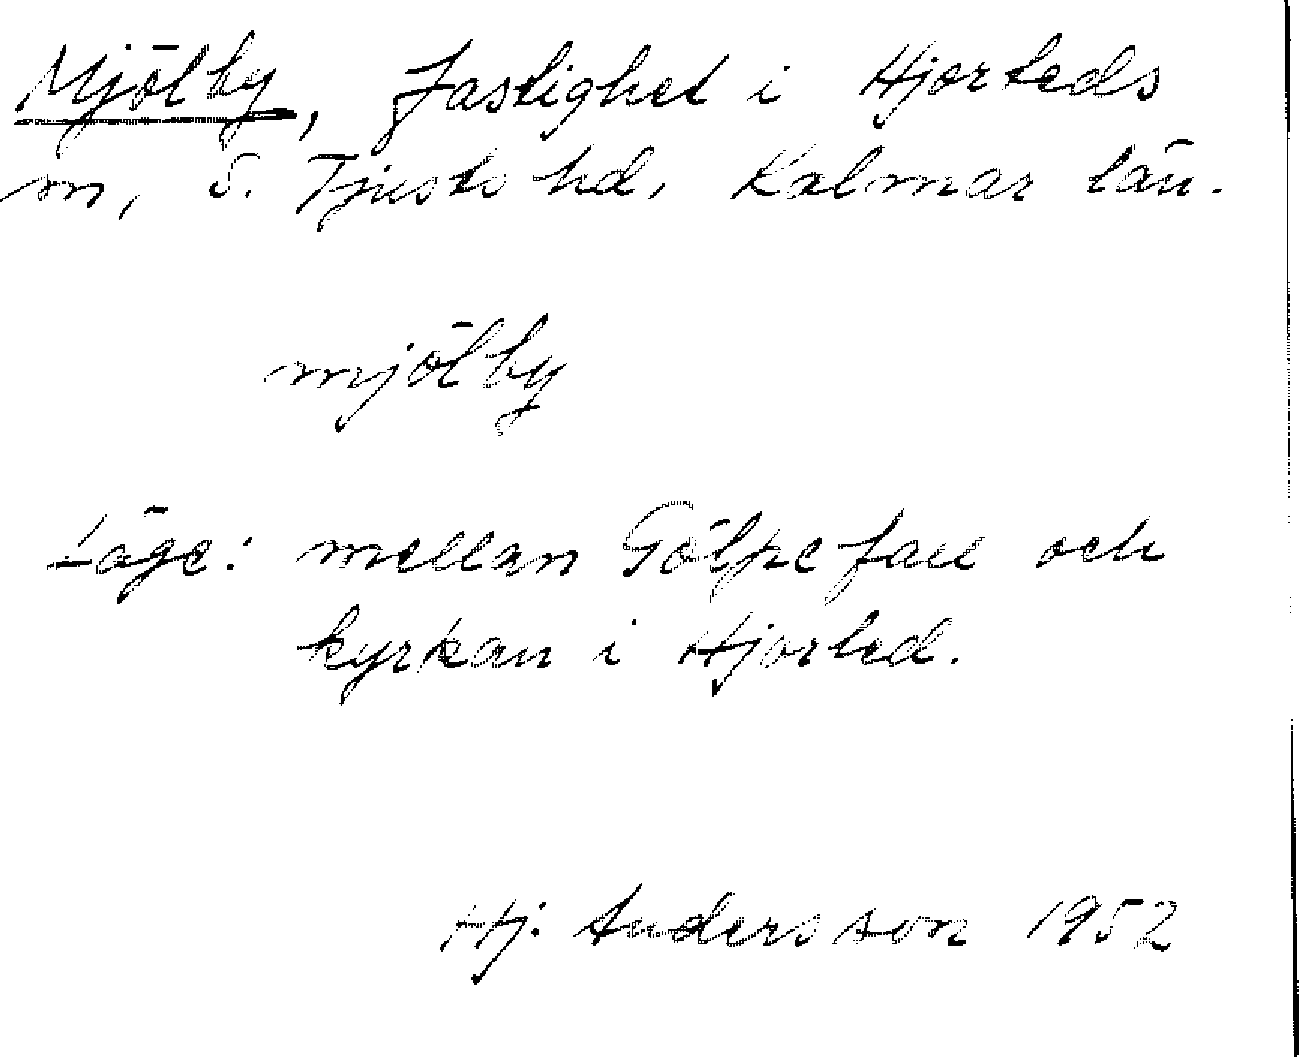 Mjölby, fastighet i Hjorteds
sn, S. Tjusts hd, Kalmar län.
mjölby
Läge: mellan Gölpefall och
kyrkan i Hjorted.
Hj. Andersson 1952